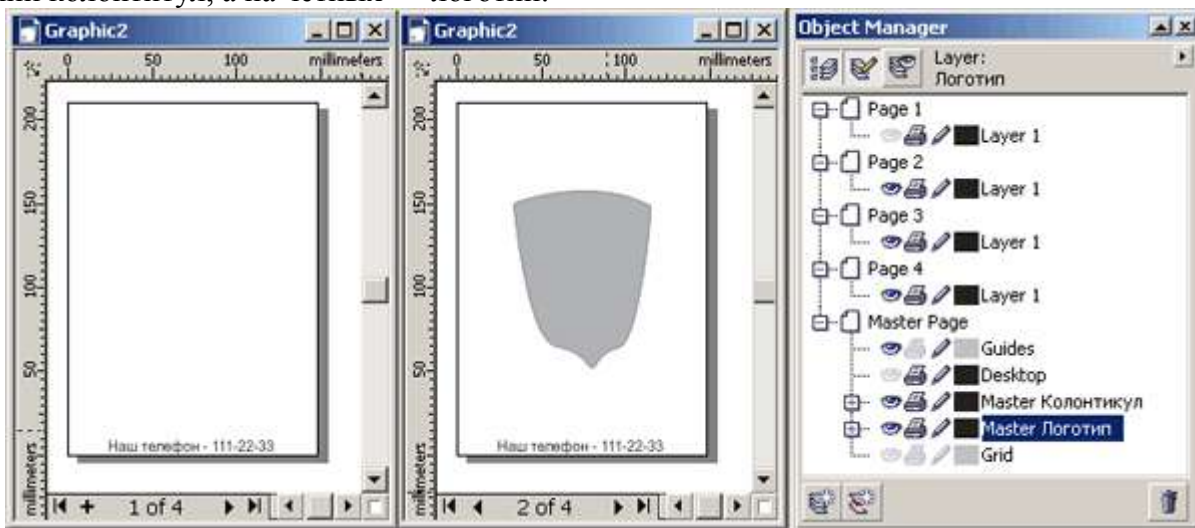 Graphic2
0 50 100 millimeters
200
150
100
50
millimeters
Наш телефон - 111-22-33
1 of 4
Graphic2
0 50 100 millimeters
200
150
100
50
millimeters
Наш телефон - 111-22-33
2 of 4
Object Manager
Layer:
Логотип
Page 1
Layer 1
Page 2
Layer 1
Page 3
Layer 1
Page 4
Layer 1
Master Page
Guides
Desktop
Master Колонтикул
Master Логотип
Grid